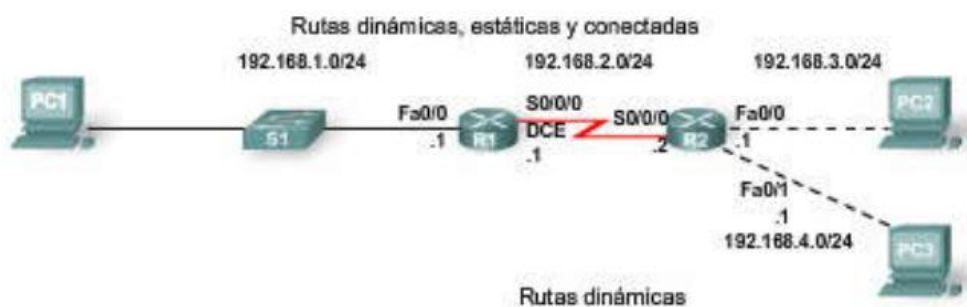 Rutas dinámicas, estáticas y conectadas
192.168.1.0/24
192.168.2.0/24
192.168.3.0/24
PC1
S1
Fa0/0
.1
R1
S0/0/0
DCE
.1
S0/0/0
.2
R2
Fa0/0
.1
PC2
Fa0/1
.1
192.168.4.0/24
PC3
Rutas dinámicas